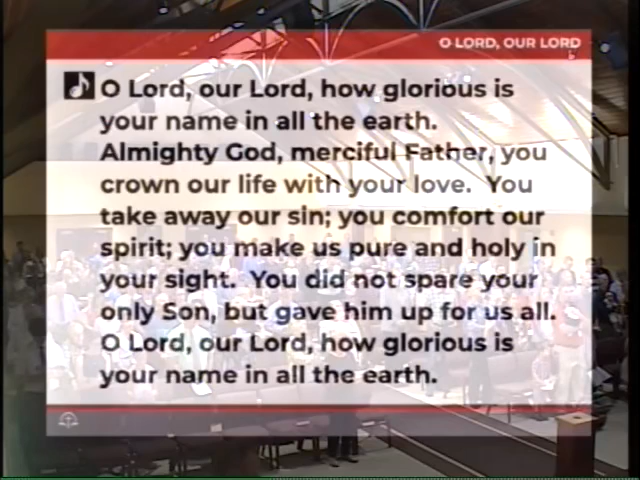 O LORD, OUR LORD
O Lord, our Lord, how glorious is
your name in all the earth.
Almighty God, merciful Father, you
crown our life with your love.  You
take away our sin; you comfort our
spirit; you make us pure and holy in
your sight.  You did not spare your
only Son, but gave him up for us all.
O Lord, our Lord, how glorious is
your name in all the earth.